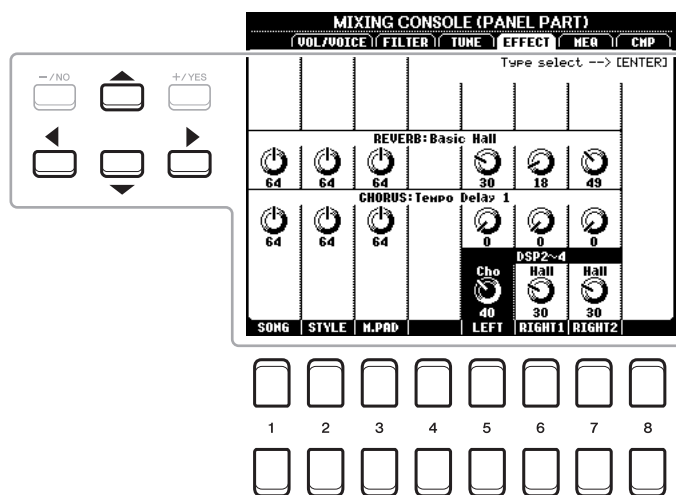 MIXING CONSOLE (PANEL PART)
VOL/VOICE FILTER TUNE EFFECT MEQ CMP
Type select --> [ENTER]
-/NO +/YES
REVERB:Basic Hall
64 64 64 30 18 49
CHORUS:Tempo Delay 1
64 64 64 0 0 0
DSP2~4
Cho Hall Hall
40 30 30
SONG STYLE M.PAD LEFT RIGHT1 RIGHT2
1 2 3 4 5 6 7 8